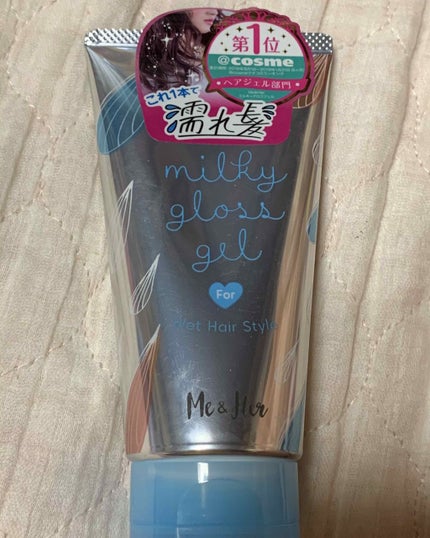 第1位
@cosme
ヘアジェル部門
これ1本で
濡れ髪
milky
gloss
gel
For
Wet Hair Style
Me & Her